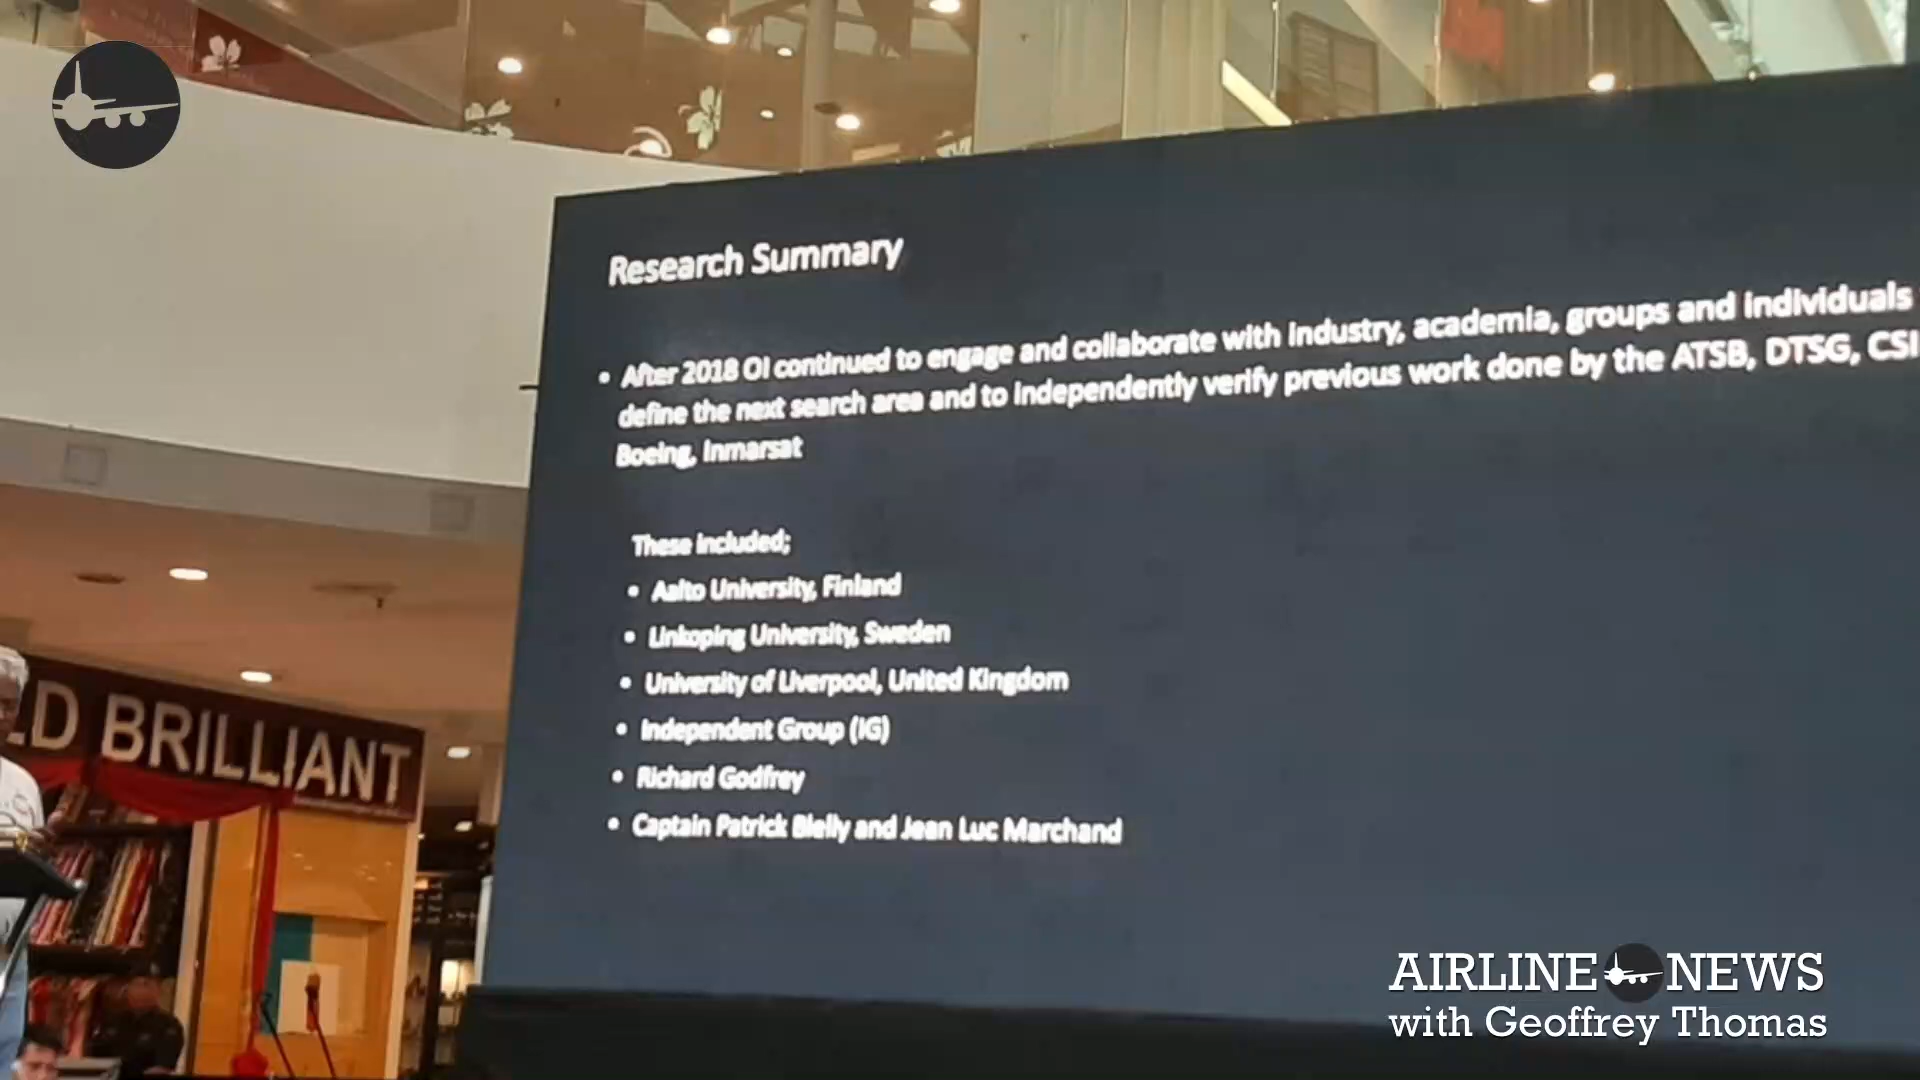 Research Summary
• After 2018 OI continued to engage and collaborate with industry, academia, groups and individuals
define the next search area and to independently verify previous work done by the ATSB, DTSG, CSI
Boeing, Inmarsat
These included;
• Aalto University, Finland
• Linkoping University, Sweden
• University of Liverpool, United Kingdom
• Independent Group (IG)
• Richard Godfrey
• Captain Patrick Blelly and Jean Luc Marchand
D BRILLIANT
AIRLINE NEWS
with Geoffrey Thomas